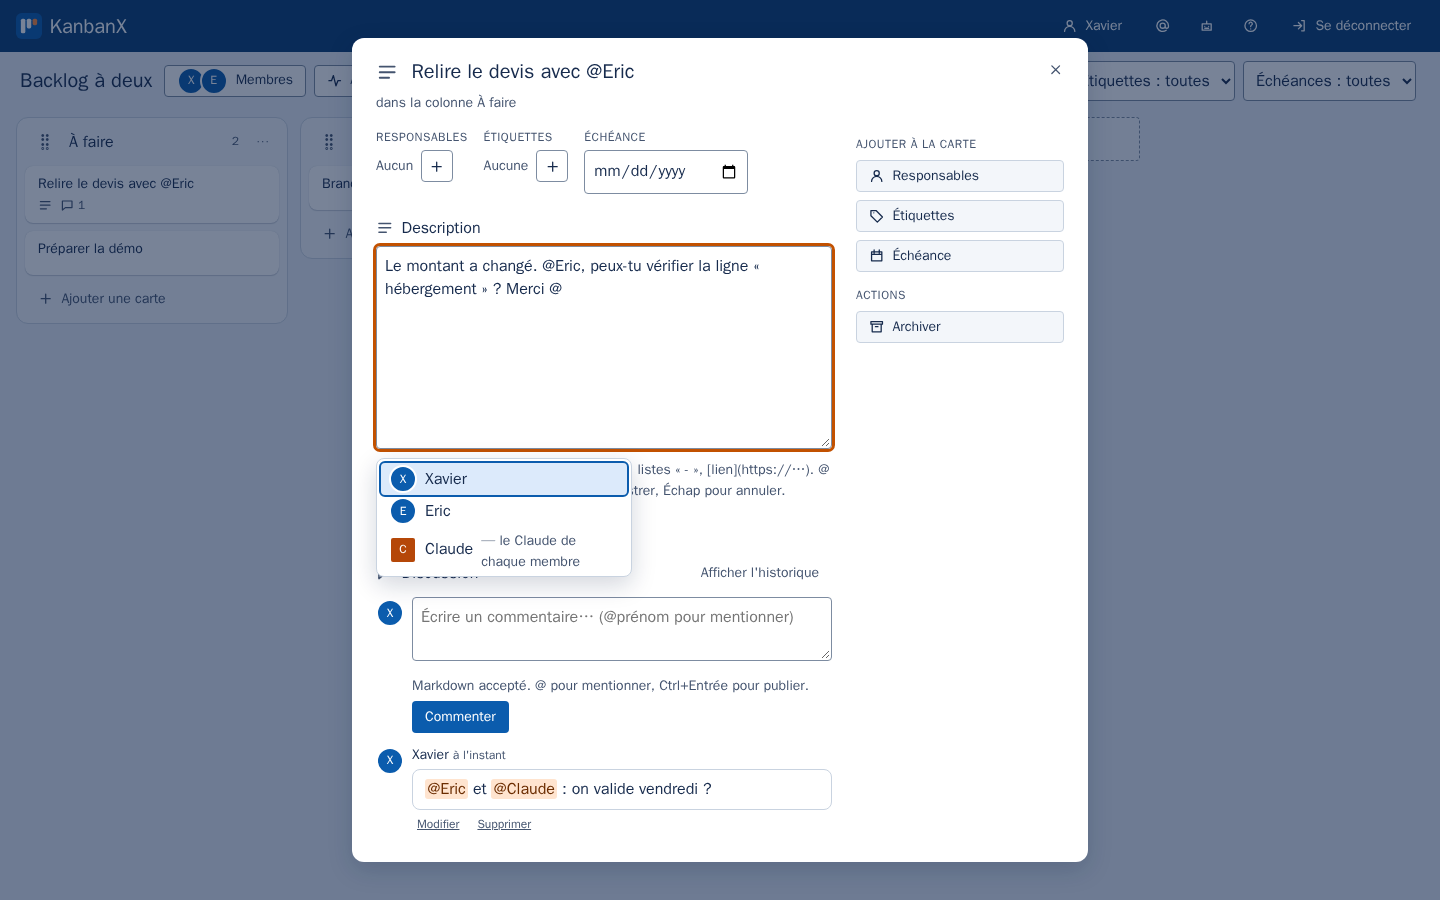 KanbanX
Xavier
Se déconnecter
Backlog à deux
X E Membres
Étiquettes : toutes
Échéances : toutes
À faire
2
Relire le devis avec @Eric
1
Préparer la démo
Ajouter une carte
Relire le devis avec @Eric
dans la colonne À faire
RESPONSABLES
ÉTIQUETTES
ÉCHÉANCE
Aucun
Aucune
mm/dd/yyyy
Description
Le montant a changé. @Eric, peux-tu vérifier la ligne «
hébergement » ? Merci @
listes « - », [lien](https://…). @
Échap pour annuler.
X Xavier
E Eric
C Claude — le Claude de
chaque membre
Afficher l'historique
X
Écrire un commentaire… (@prénom pour mentionner)
Markdown accepté. @ pour mentionner, Ctrl+Entrée pour publier.
Commenter
X
Xavier à l'instant
@Eric et @Claude : on valide vendredi ?
Modifier
Supprimer
AJOUTER À LA CARTE
Responsables
Étiquettes
Échéance
ACTIONS
Archiver